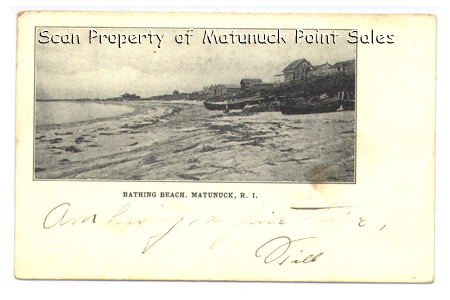 Scan Property of Matunuck Point Sales
BATHING BEACH. MATUNUCK, R. I.
Am having a fine time,
Will